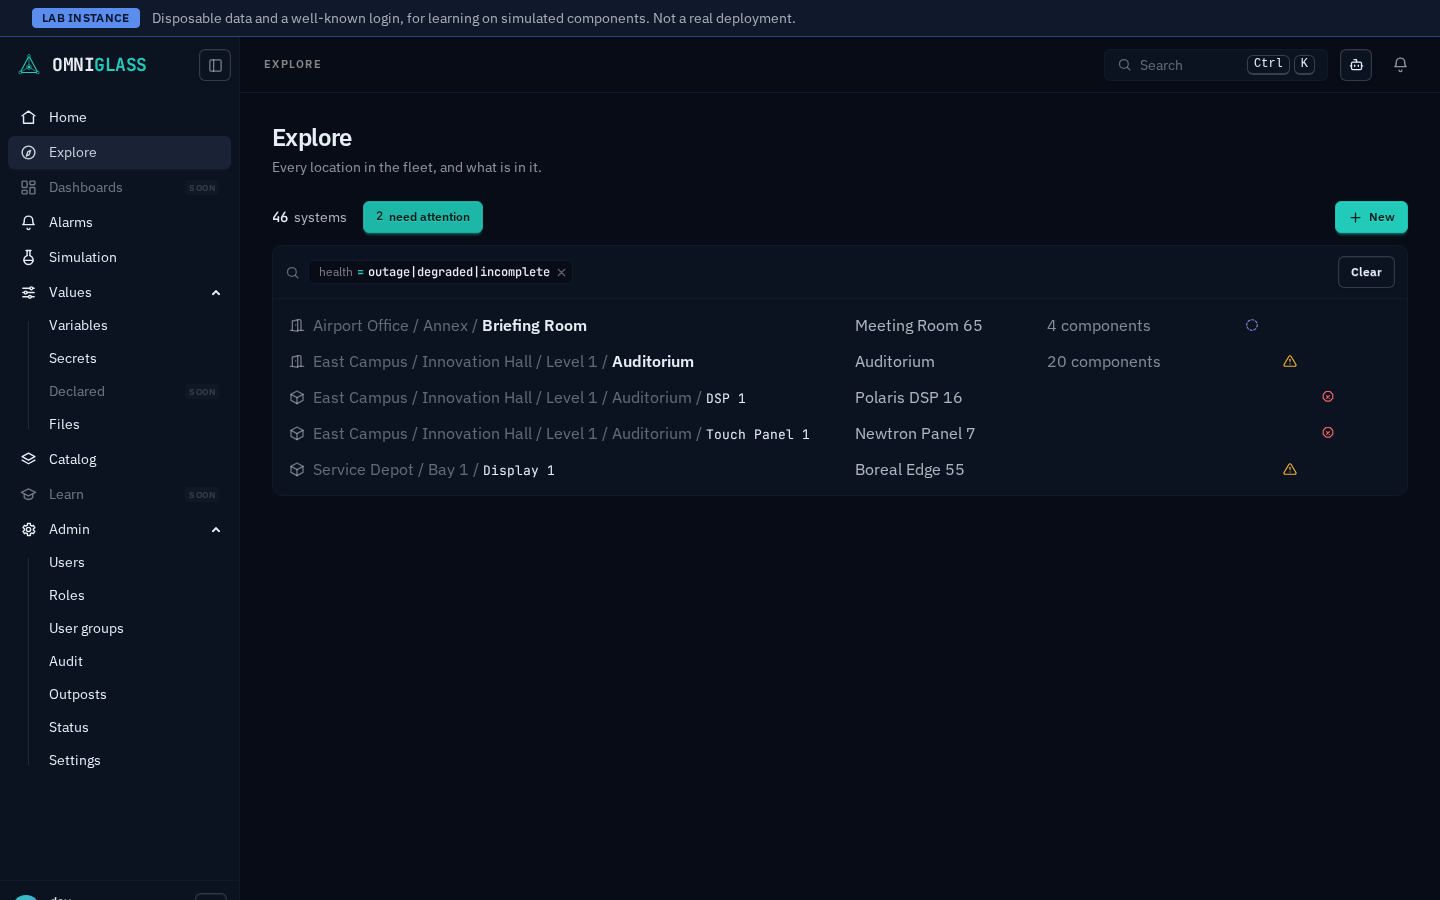 LAB INSTANCE Disposable data and a well-known login, for learning on simulated components. Not a real deployment.
OMNIGLASS
EXPLORE
Search Ctrl K
Home
Explore
Dashboards SOON
Alarms
Simulation
Values
Variables
Secrets
Declared SOON
Files
Catalog
Learn SOON
Admin
Users
Roles
User groups
Audit
Outposts
Status
Settings
Explore
Every location in the fleet, and what is in it.
46 systems 2 need attention New
health = outage|degraded|incomplete Clear
Airport Office / Annex / Briefing Room Meeting Room 65 4 components
East Campus / Innovation Hall / Level 1 / Auditorium Auditorium 20 components
East Campus / Innovation Hall / Level 1 / Auditorium / DSP 1 Polaris DSP 16
East Campus / Innovation Hall / Level 1 / Auditorium / Touch Panel 1 Newtron Panel 7
Service Depot / Bay 1 / Display 1 Boreal Edge 55